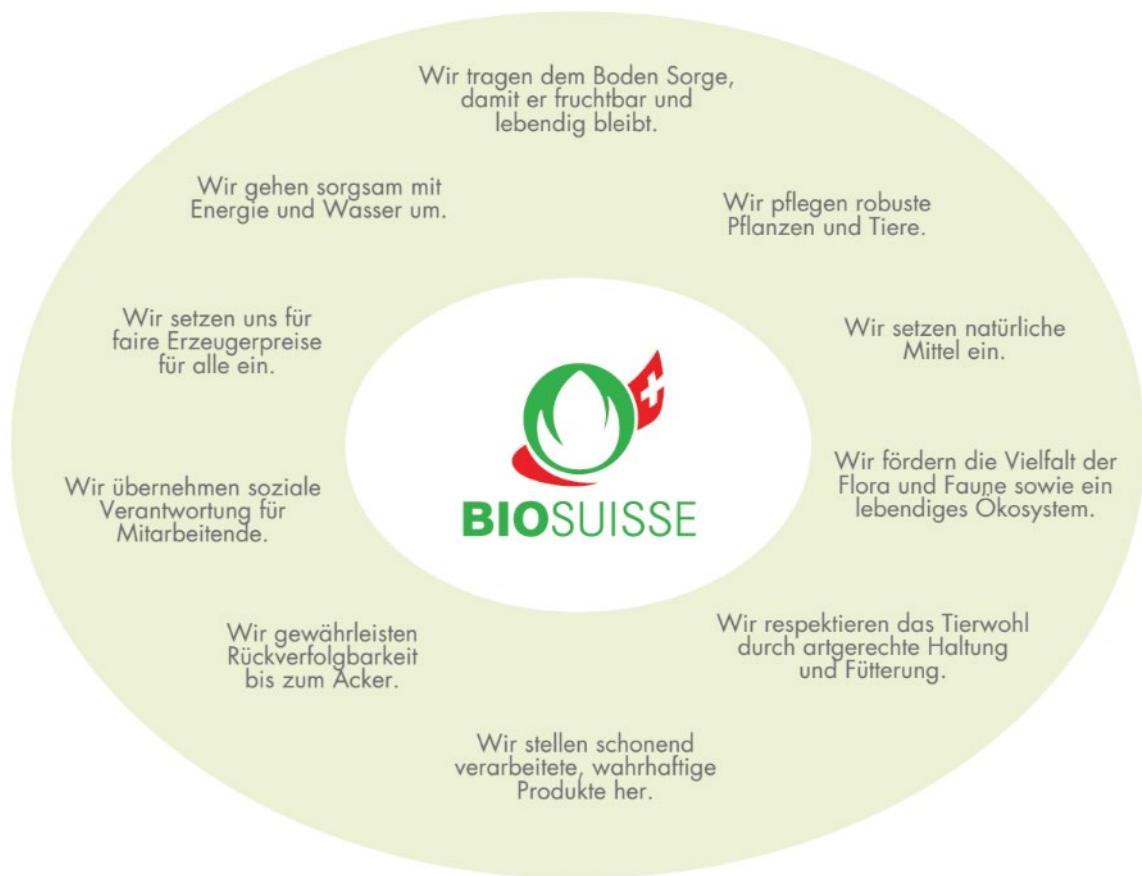 Wir tragen dem Boden Sorge,
damit er fruchtbar und
lebendig bleibt.
Wir pflegen robuste
Pflanzen und Tiere.
Wir setzen natürliche
Mittel ein.
Wir fördern die Vielfalt der
Flora und Faune sowie ein
lebendiges Ökosystem.
Wir respektieren das Tierwohl
durch artgerechte Haltung
und Fütterung.
Wir stellen schonend
verarbeitete, wahrhaftige
Produkte her.
Wir gewährleisten
Rückverfolgbarkeit
bis zum Acker.
Wir übernehmen soziale
Verantwortung für
Mitarbeitende.
Wir setzen uns für
faire Erzeugerpreise
für alle ein.
Wir gehen sorgsam mit
Energie und Wasser um.
BIOSUISSE